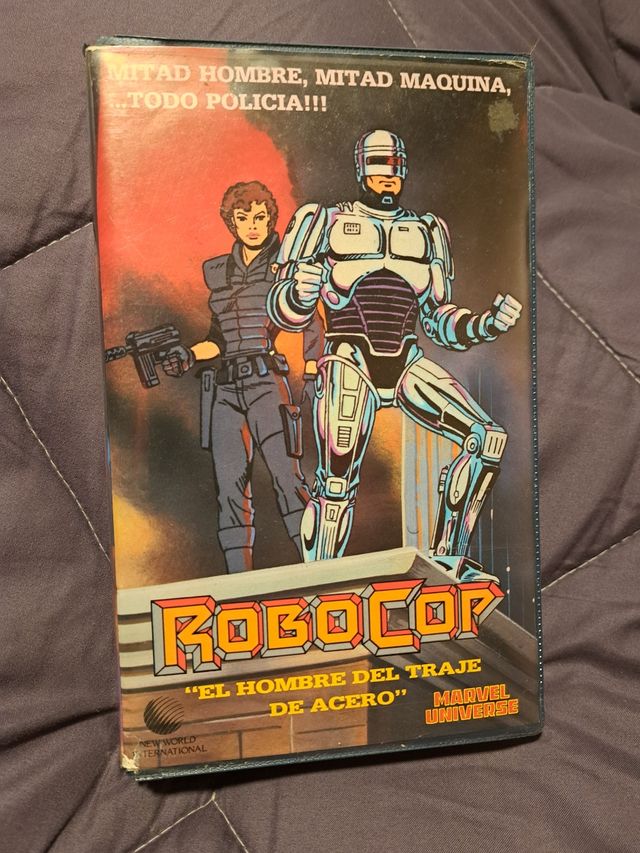 MITAD HOMBRE, MITAD MAQUINA,
...TODO POLICIA!!!
ROBOCOP
"EL HOMBRE DEL TRAJE
DE ACERO"
MARVEL
UNIVERSE
NEW WORLD
INTERNATIONAL